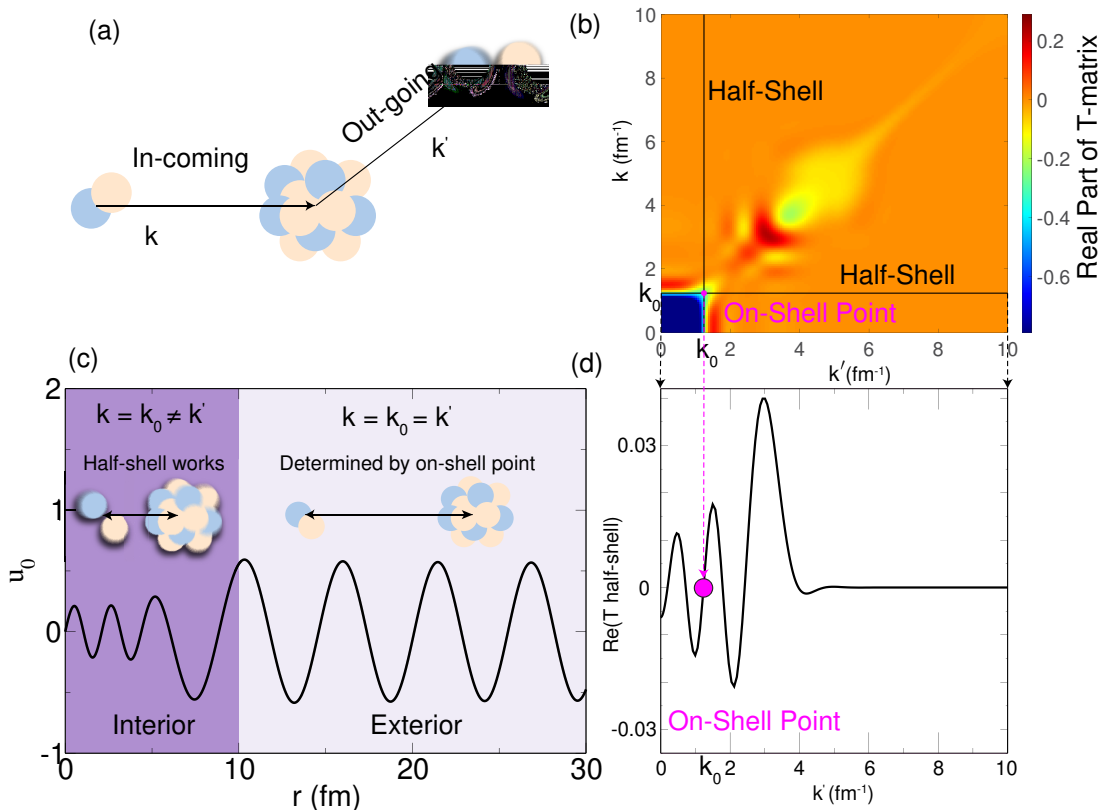 (a)
In-coming
k
Out-going
k'
(b)
10
8
6
4
2
0
k (fm⁻¹)
k₀
Half-Shell
Half-Shell
On-Shell Point
0
k₀
2
4
6
8
10
k′(fm⁻¹)
0.2
0
-0.2
-0.4
-0.6
Real Part of T-matrix
(c)
2
1
0
-1
u₀
k = k₀ ≠ k'
Half-shell works
k = k₀ = k'
Determined by on-shell point
Interior
Exterior
0
10
20
30
r (fm)
(d)
0.03
0
-0.03
Re(T half-shell)
On-Shell Point
0
k₀
2
4
6
8
10
k'(fm⁻¹)